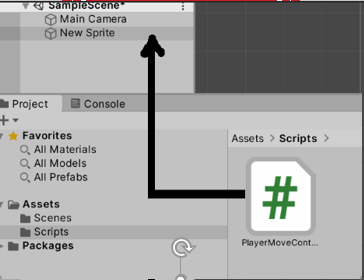 SampleScene*
Main Camera
New Sprite
Project
Console
Favorites
All Materials
All Models
All Prefabs
Assets
Scenes
Scripts
Packages
Assets > Scripts >
#
PlayerMoveCont...